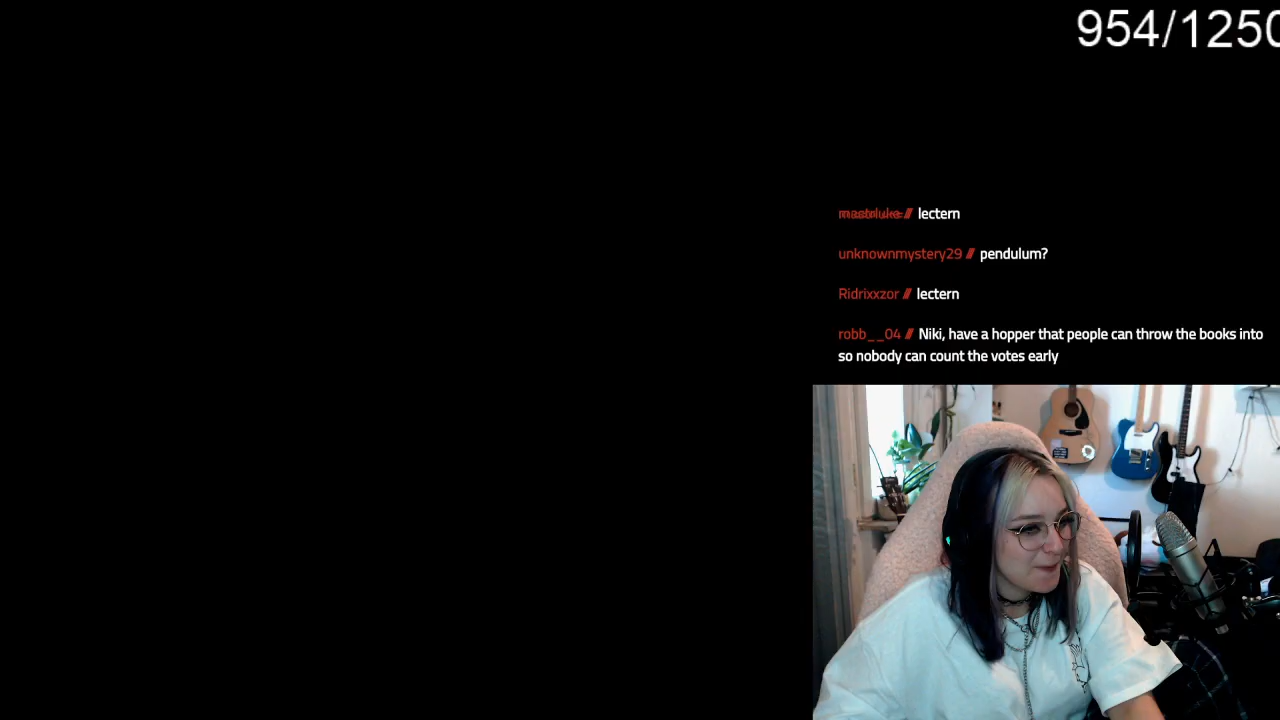 954/1250
mastrluke // lectern
unknownmystery29 // pendulum?
Ridrixxzor // lectern
robb__04 // Niki, have a hopper that people can throw the books into
so nobody can count the votes early